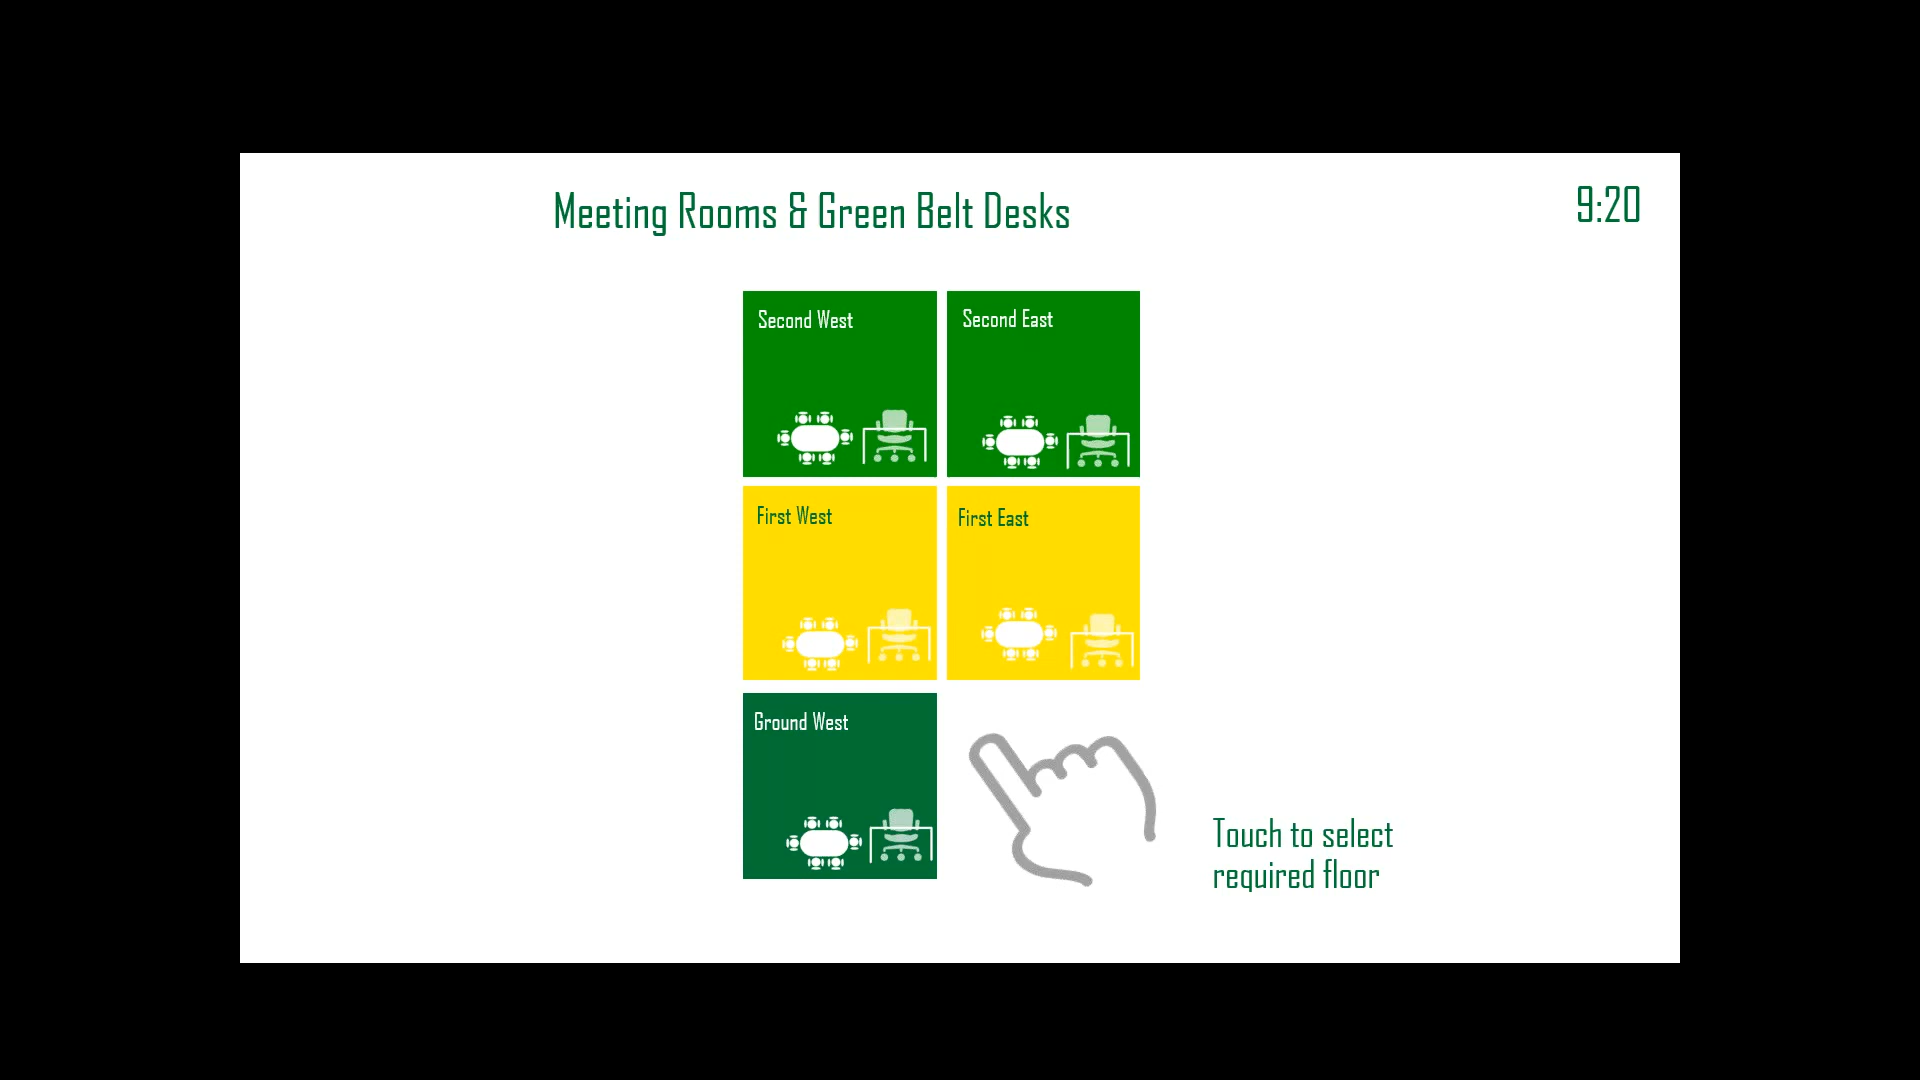 Meeting Rooms & Green Belt Desks
9:20
Second West
Second East
First West
First East
Ground West
Touch to select
required floor